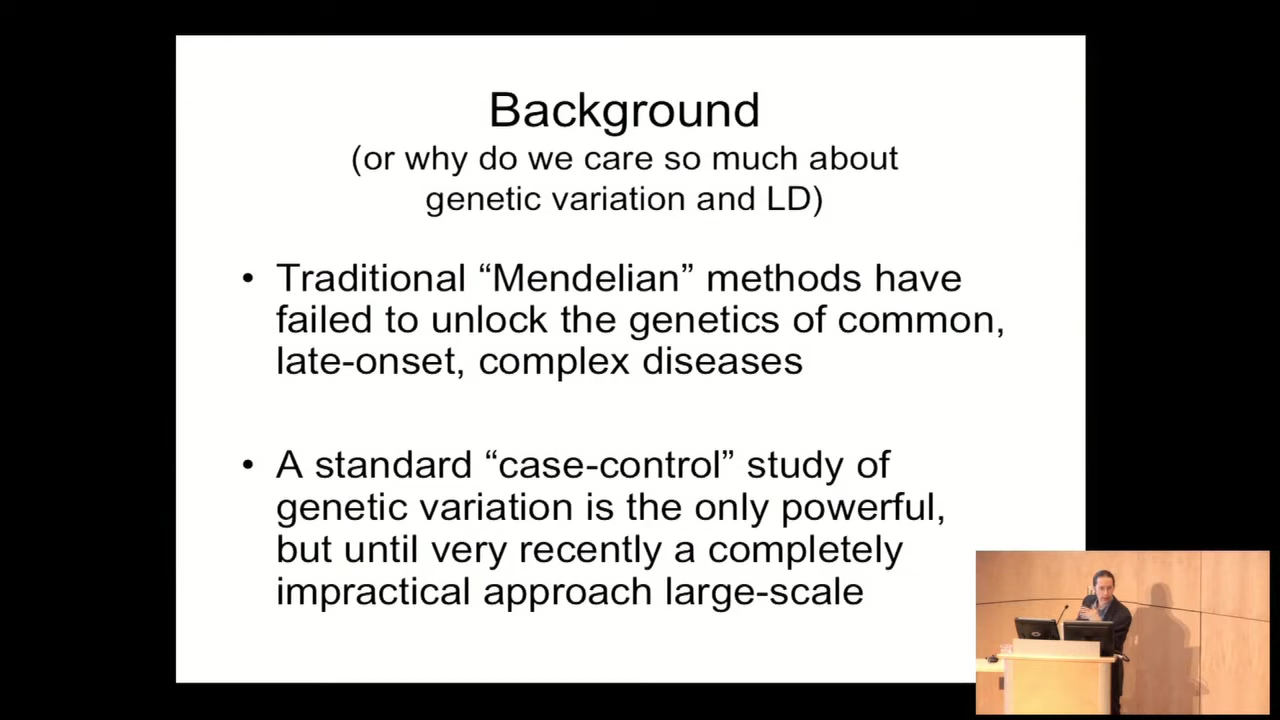 Background
(or why do we care so much about
genetic variation and LD)
• Traditional “Mendelian” methods have
failed to unlock the genetics of common,
late-onset, complex diseases
• A standard “case-control” study of
genetic variation is the only powerful,
but until very recently a completely
impractical approach large-scale